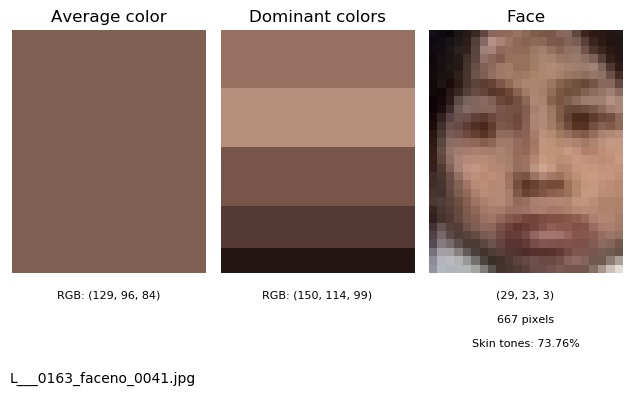 Average color
Dominant colors
Face
RGB: (129, 96, 84)
RGB: (150, 114, 99)
(29, 23, 3)
667 pixels
Skin tones: 73.76%
L___0163_faceno_0041.jpg